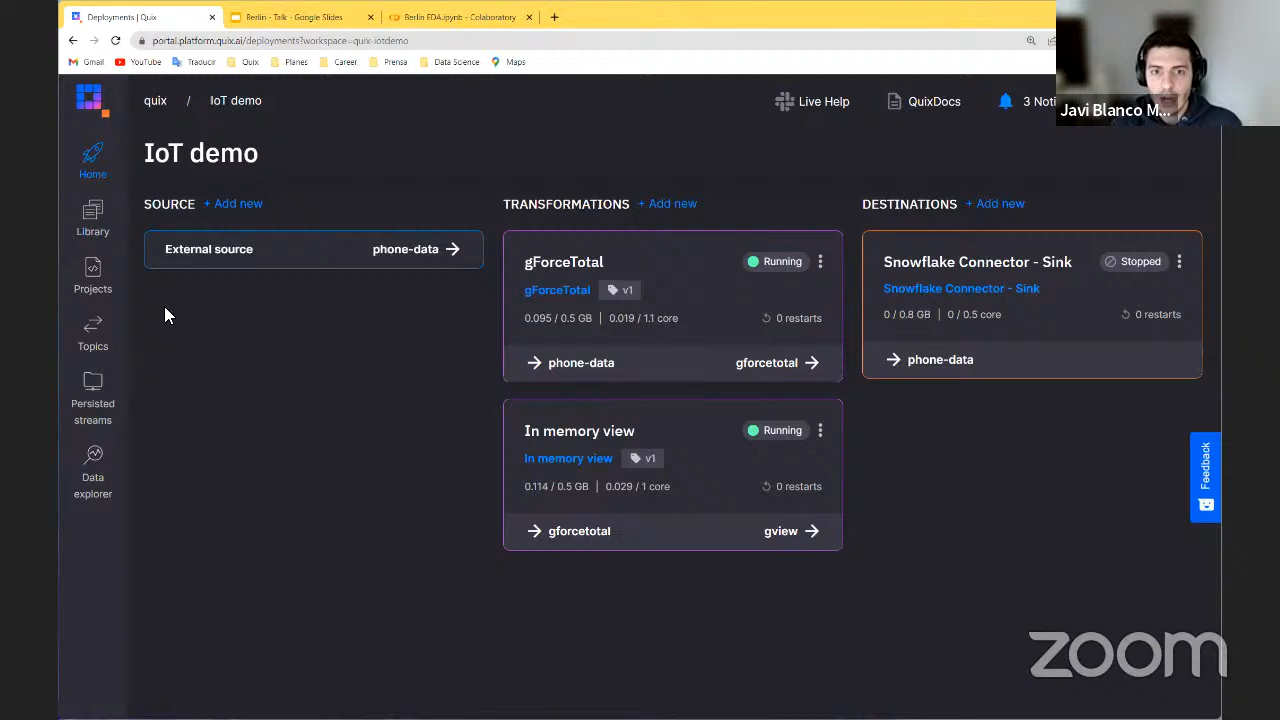 Deployments | Quix
Berlin - Talk - Google Slides
Berlin EDA.ipynb - Colaboratory
portal.platform.quix.ai/deployments?workspace=quix-iotdemo
Gmail
YouTube
Traducir
Quix
Planes
Career
Prensa
Data Science
Maps
quix / IoT demo
Live Help
QuixDocs
3 Noti
Javi Blanco M...
IoT demo
Home
Library
Projects
Topics
Persisted
streams
Data
explorer
SOURCE + Add new
External source phone-data
TRANSFORMATIONS + Add new
gForceTotal Running
gForceTotal v1
0.095 / 0.5 GB | 0.019 / 1.1 core 0 restarts
phone-data gforcetotal
In memory view Running
In memory view v1
0.114 / 0.5 GB | 0.029 / 1 core 0 restarts
gforcetotal gview
DESTINATIONS + Add new
Snowflake Connector - Sink Stopped
Snowflake Connector - Sink
0 / 0.8 GB | 0 / 0.5 core 0 restarts
phone-data
Feedback
zoom